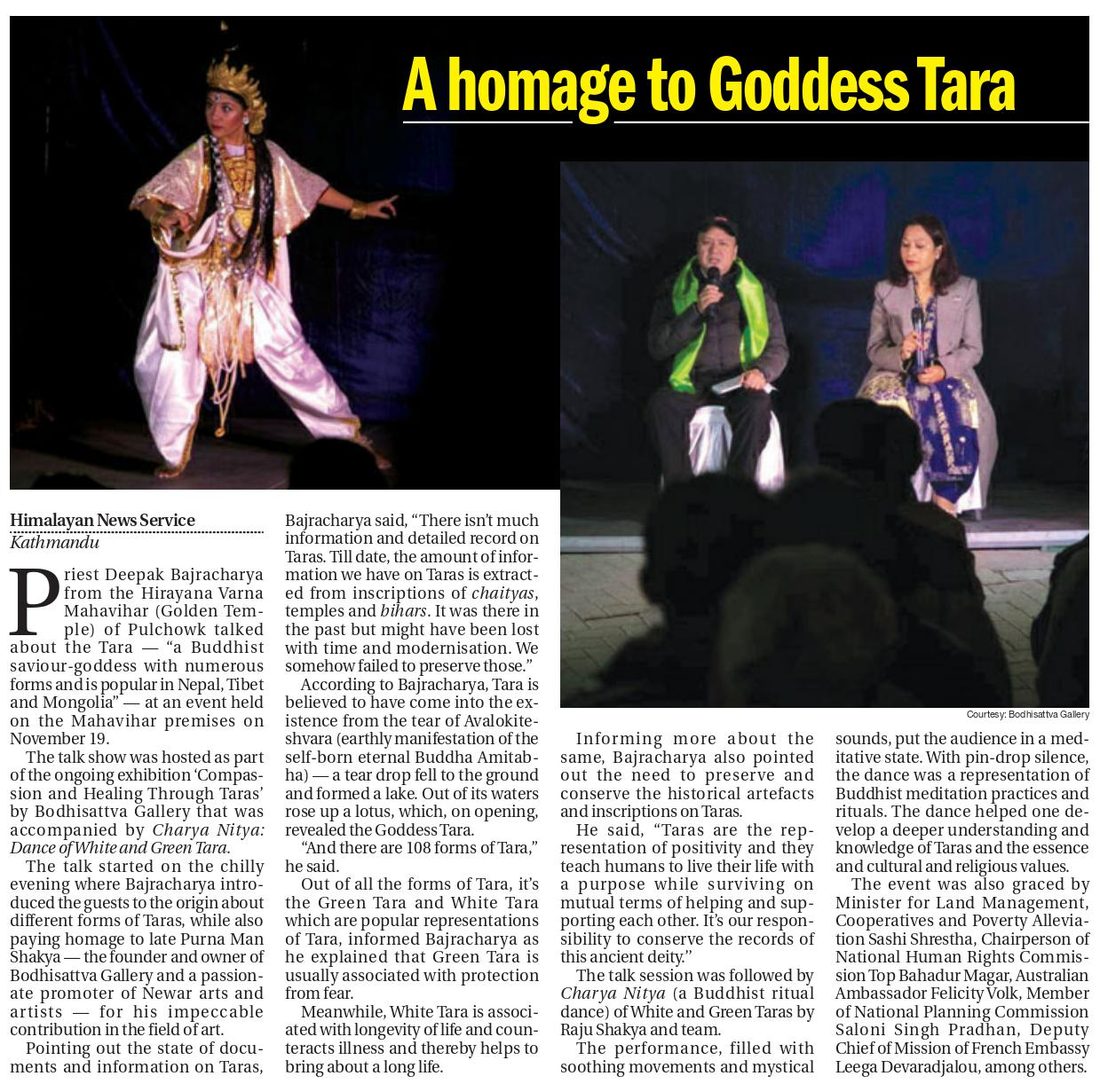 A homage to Goddess Tara
Himalayan News Service
Kathmandu
Priest Deepak Bajracharya
from the Hirayana Varna
Mahavihar (Golden Tem-
ple) of Pulchowk talked
about the Tara — “a Buddhist
saviour-goddess with numerous
forms and is popular in Nepal, Tibet
and Mongolia” — at an event held
on the Mahavihar premises on
November 19.
The talk show was hosted as part
of the ongoing exhibition ‘Compas-
sion and Healing Through Taras’
by Bodhisattva Gallery that was
accompanied by Charya Nitya:
Dance of White and Green Tara.
The talk started on the chilly
evening where Bajracharya intro-
duced the guests to the origin about
different forms of Taras, while also
paying homage to late Purna Man
Shakya — the founder and owner of
Bodhisattva Gallery and a passion-
ate promoter of Newar arts and
artists — for his impeccable
contribution in the field of art.
Pointing out the state of docu-
ments and information on Taras,
Bajracharya said, “There isn’t much
information and detailed record on
Taras. Till date, the amount of infor-
mation we have on Taras is extract-
ed from inscriptions of chaityas,
temples and bihars. It was there in
the past but might have been lost
with time and modernisation. We
somehow failed to preserve those.”
According to Bajracharya, Tara is
believed to have come into the ex-
istence from the tear of Avalokite-
shvara (earthly manifestation of the
self-born eternal Buddha Amitab-
ha) — a tear drop fell to the ground
and formed a lake. Out of its waters
rose up a lotus, which, on opening,
revealed the Goddess Tara.
“And there are 108 forms of Tara,”
he said.
Out of all the forms of Tara, it’s
the Green Tara and White Tara
which are popular representations
of Tara, informed Bajracharya as
he explained that Green Tara is
usually associated with protection
from fear.
Meanwhile, White Tara is associ-
ated with longevity of life and coun-
teracts illness and thereby helps to
bring about a long life.
Courtesy: Bodhisattva Gallery
Informing more about the
same, Bajracharya also pointed
out the need to preserve and
conserve the historical artefacts
and inscriptions on Taras.
He said, “Taras are the rep-
resentation of positivity and they
teach humans to live their life with
a purpose while surviving on
mutual terms of helping and sup-
porting each other. It’s our respon-
sibility to conserve the records of
this ancient deity.”
The talk session was followed by
Charya Nitya (a Buddhist ritual
dance) of White and Green Taras by
Raju Shakya and team.
The performance, filled with
soothing movements and mystical
sounds, put the audience in a med-
itative state. With pin-drop silence,
the dance was a representation of
Buddhist meditation practices and
rituals. The dance helped one de-
velop a deeper understanding and
knowledge of Taras and the essence
and cultural and religious values.
The event was also graced by
Minister for Land Management,
Cooperatives and Poverty Allevia-
tion Sashi Shrestha, Chairperson of
National Human Rights Commis-
sion Top Bahadur Magar, Australian
Ambassador Felicity Volk, Member
of National Planning Commission
Saloni Singh Pradhan, Deputy
Chief of Mission of French Embassy
Leega Devaradjalou, among others.